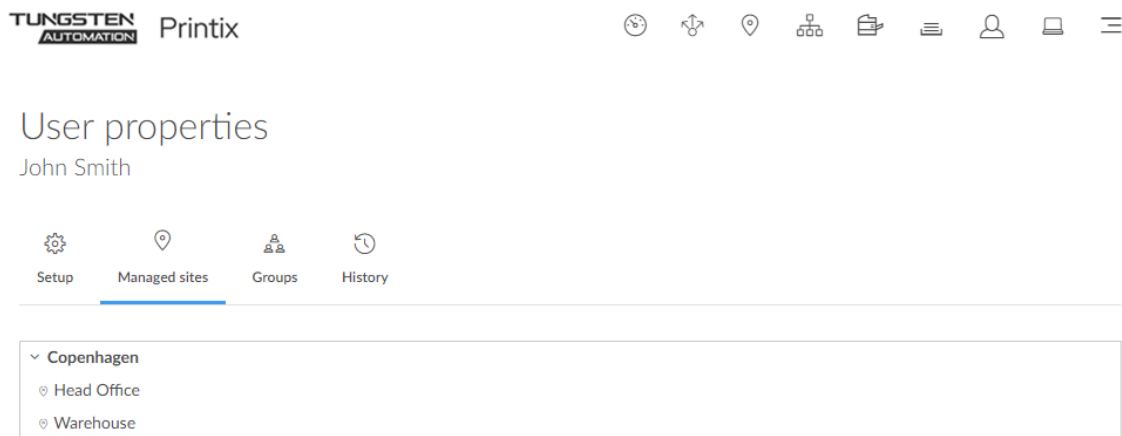 TUNGSTEN
AUTOMATION
Printix
User properties
John Smith
Setup
Managed sites
Groups
History
Copenhagen
Head Office
Warehouse